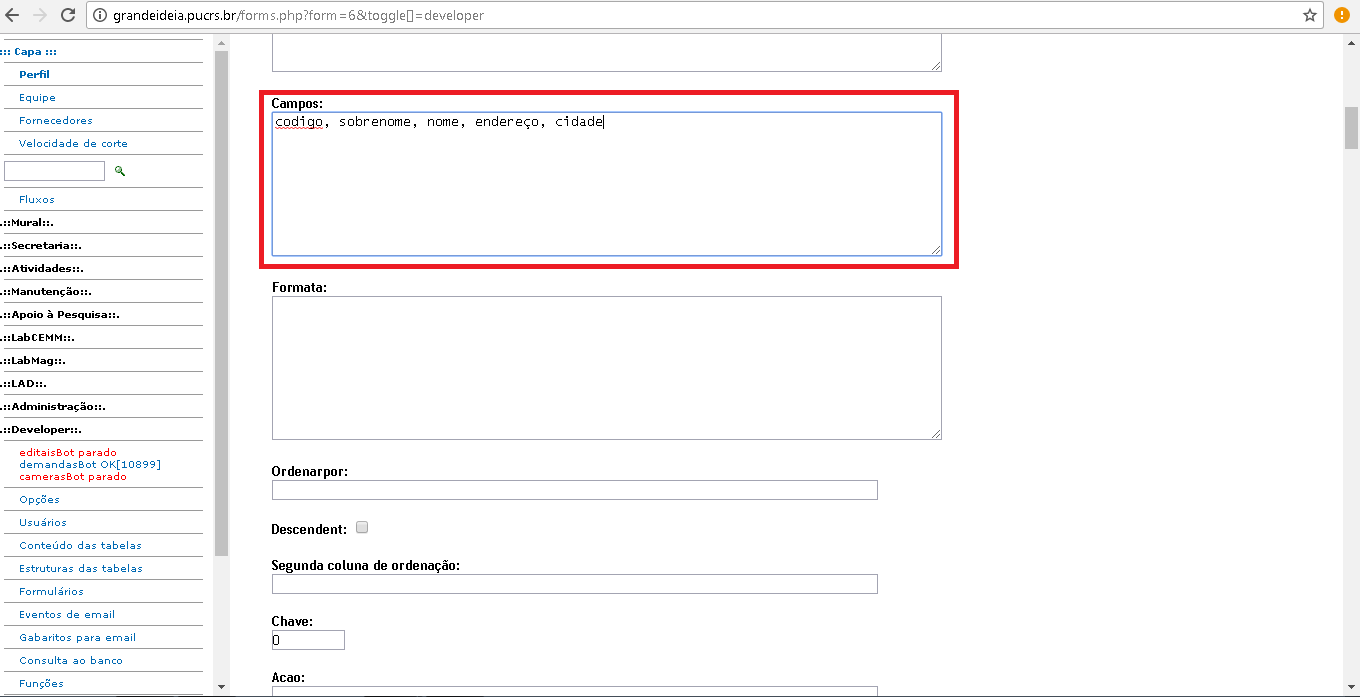 grandeideia.pucrs.br/forms.php?form=6&toggle[]=developer
::: Capa :::
Perfil
Equipe
Fornecedores
Velocidade de corte
Fluxos
.::Mural::.
.::Secretaria::.
.::Atividades::.
.::Manutenção::.
.::Apoio à Pesquisa::.
.::LabCEMM::.
.::LabMag::.
.::LAD::.
.::Administração::.
.::Developer::.
editaisBot parado
demandasBot OK[10899]
camerasBot parado
Opções
Usuários
Conteúdo das tabelas
Estruturas das tabelas
Formulários
Eventos de email
Gabaritos para email
Consulta ao banco
Funções
Campos:
codigo, sobrenome, nome, endereço, cidade
Formata:
Ordenarpor:
Descendent:
Segunda coluna de ordenação:
Chave:
0
Acao: